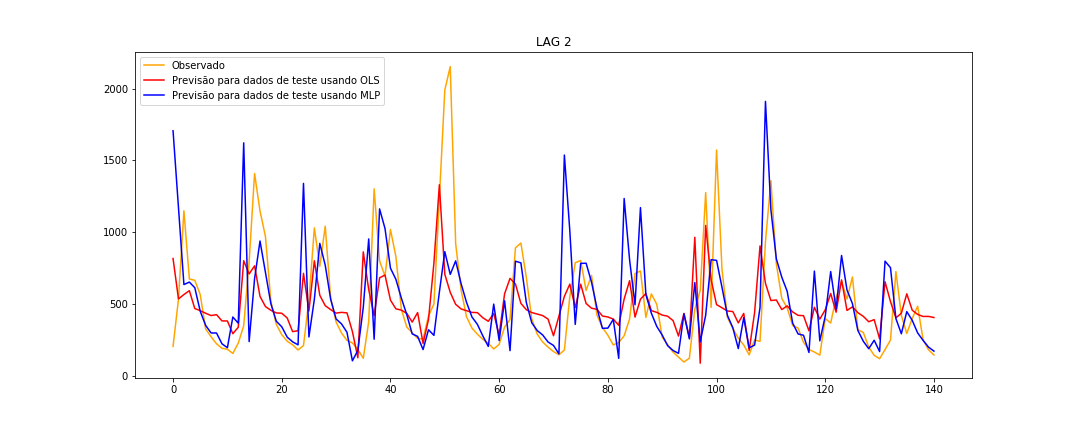 LAG 2
Observado
Previsão para dados de teste usando OLS
Previsão para dados de teste usando MLP
2000
1500
1000
500
0
0 20 40 60 80 100 120 140